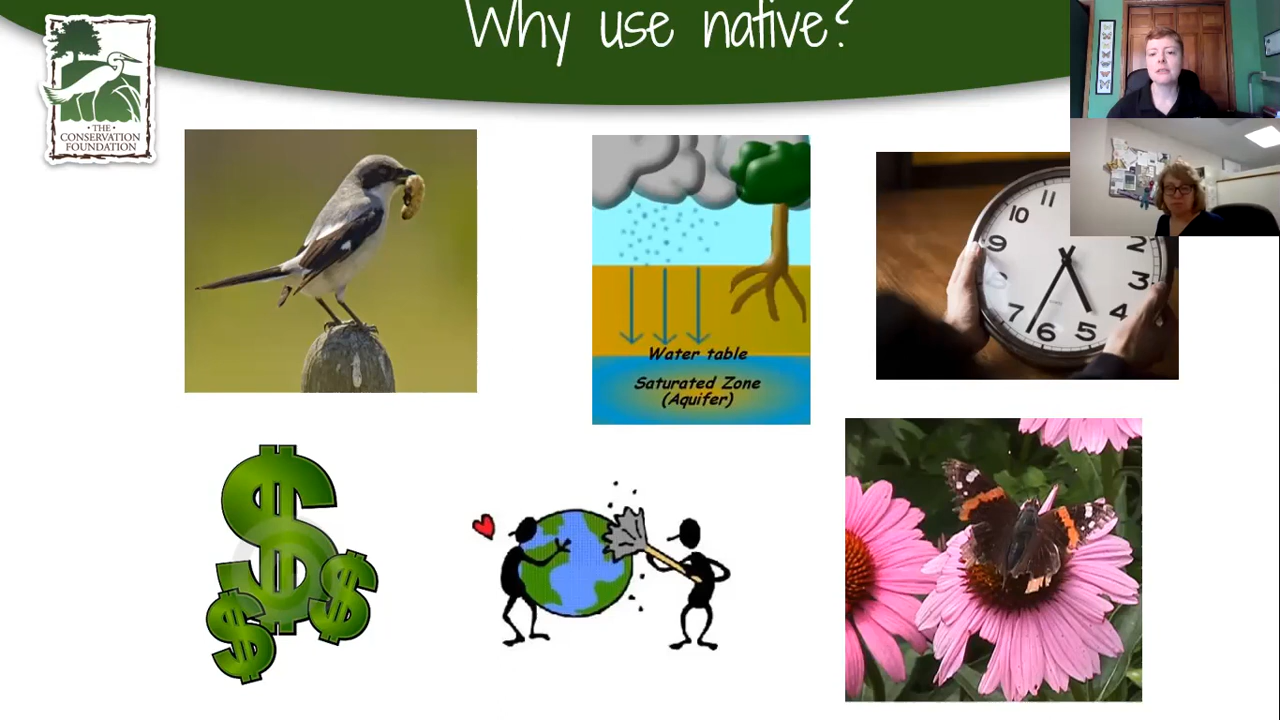 Why use native?
• THE •
CONSERVATION
FOUNDATION
Water table
Saturated Zone
(Aquifer)
11
10
9
7
6
5
4
3
2
$
$
$